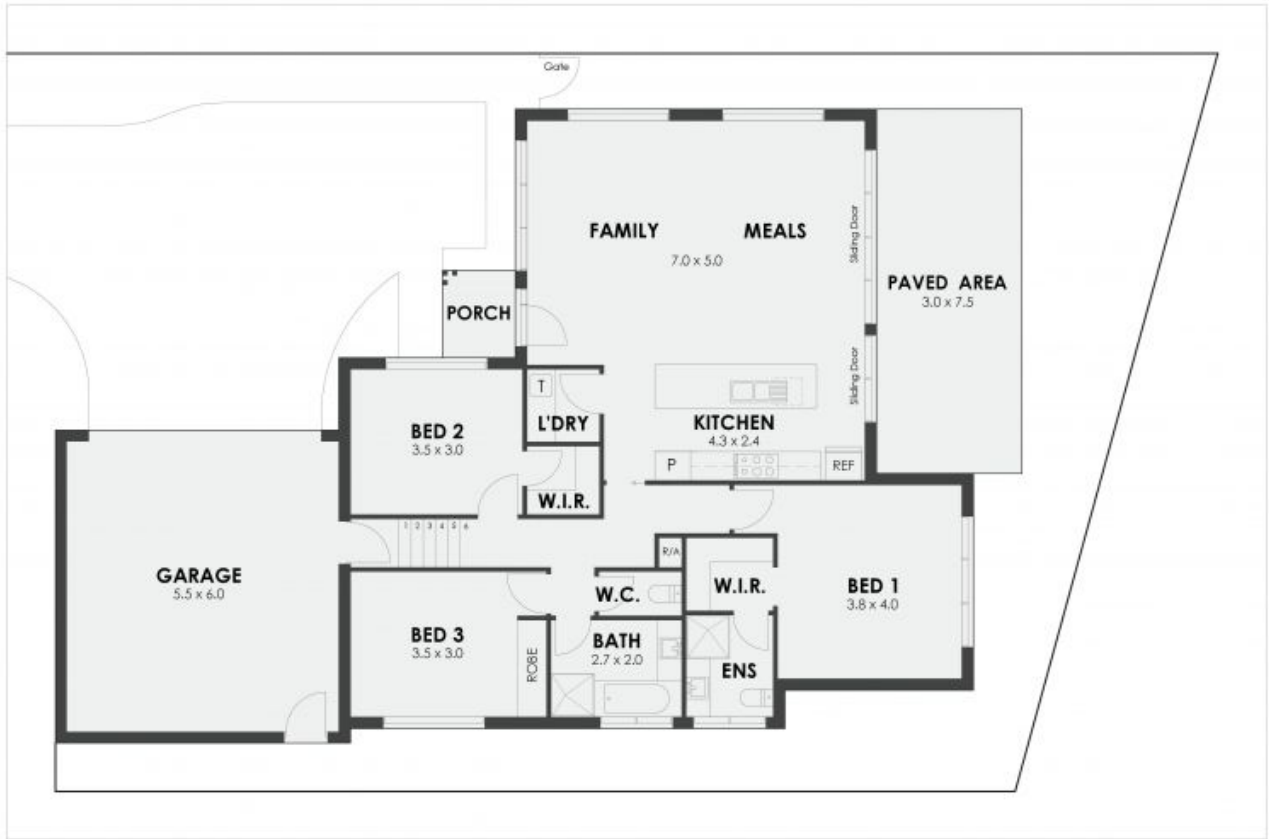 Gate
FAMILY
MEALS
7.0 x 5.0
Sliding Door
PAVED AREA
3.0 x 7.5
PORCH
Sliding Door
T
L'DRY
BED 2
3.5 x 3.0
KITCHEN
4.3 x 2.4
P
REF
W.I.R.
1 2 3 4 5 6
R/A
GARAGE
5.5 x 6.0
W.C.
W.I.R.
BED 1
3.8 x 4.0
BED 3
3.5 x 3.0
ROBE
BATH
2.7 x 2.0
ENS